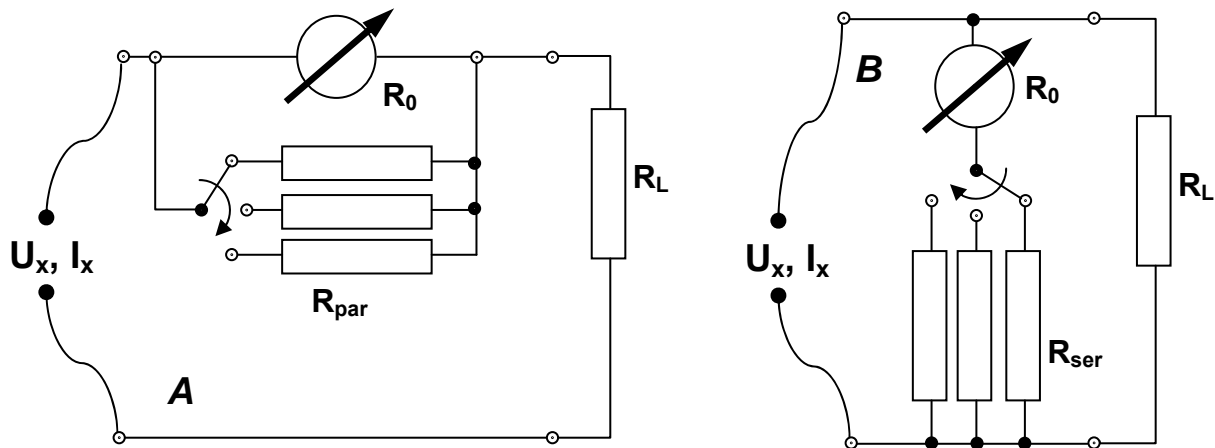 R₀
R_L
Uₓ, Iₓ
R_par
A
B
R₀
R_L
Uₓ, Iₓ
R_ser